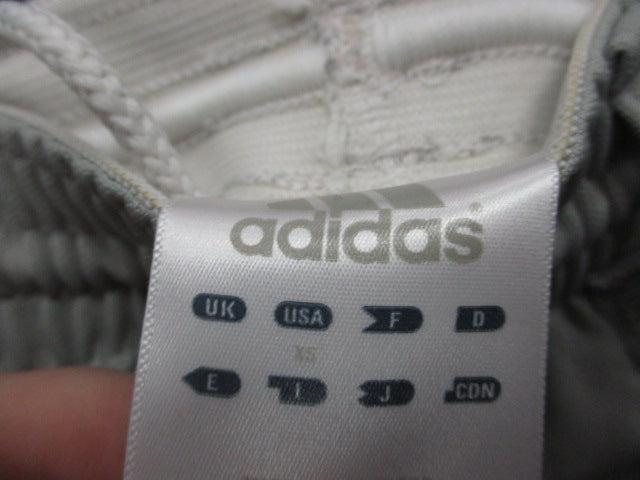 adidas®
UK USA F D
XS
E I J CDN